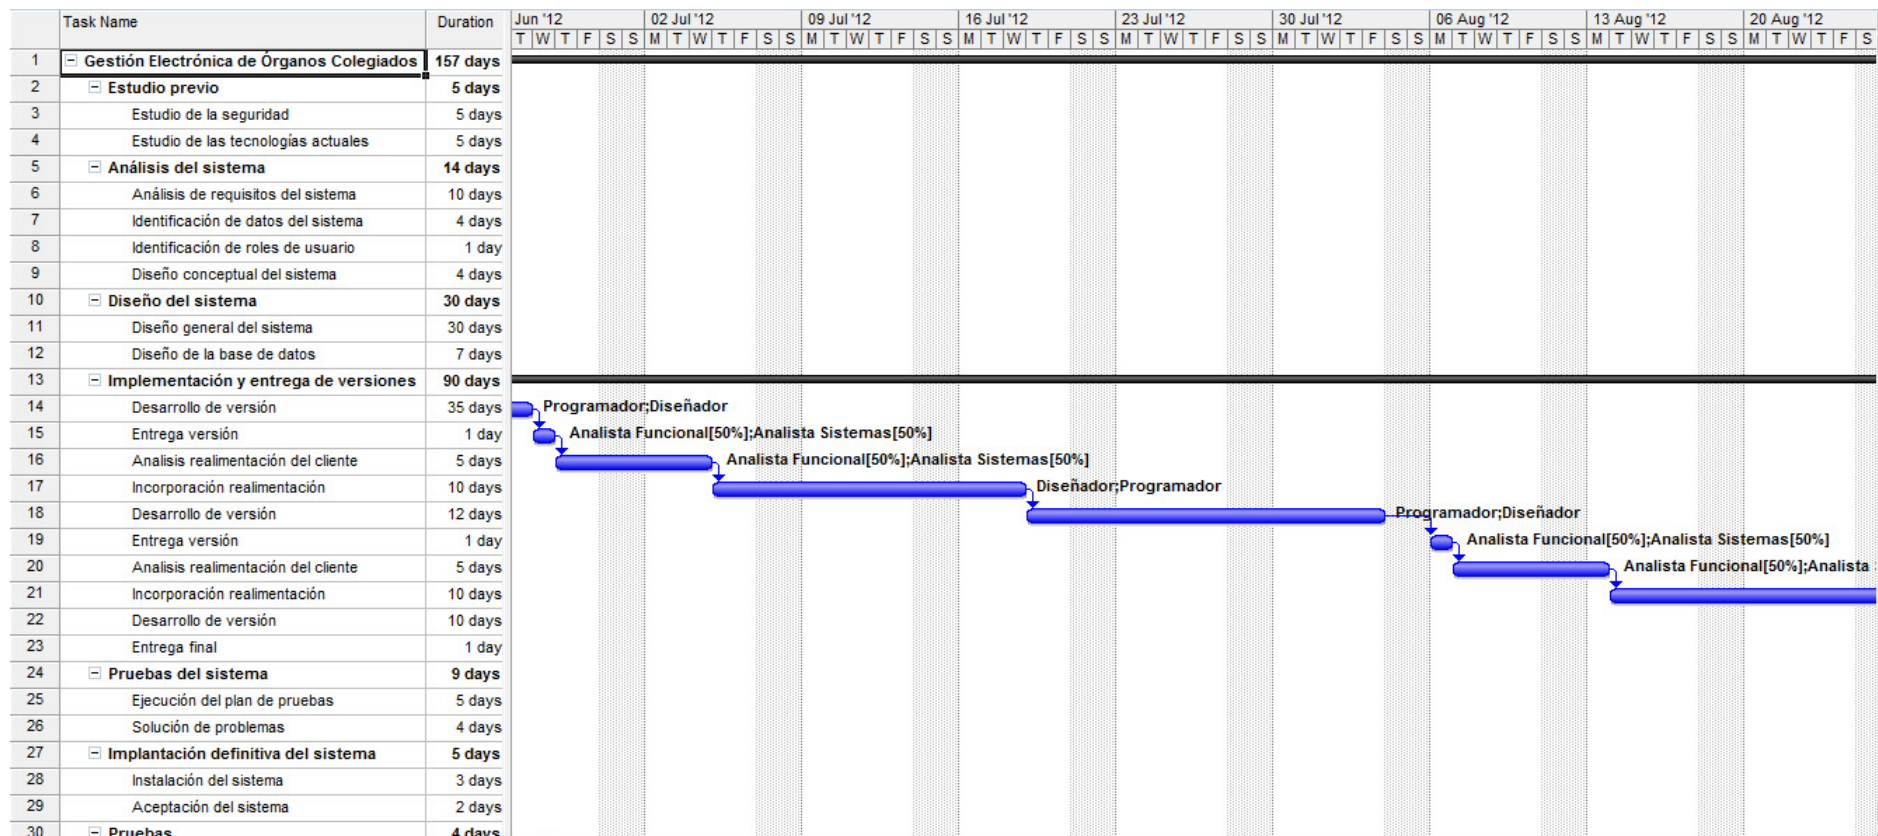 Task Name Duration Jun '12 02 Jul '12 09 Jul '12 16 Jul '12 23 Jul '12 30 Jul '12 06 Aug '12 13 Aug '12 20 Aug '12
T W T F S S M T W T F S S M T W T F S S M T W T F S S M T W T F S S M T W T F S S M T W T F S S M T W T F S S M T W T F S
1 Gestión Electrónica de Órganos Colegiados 157 days
2 Estudio previo 5 days
3 Estudio de la seguridad 5 days
4 Estudio de las tecnologías actuales 5 days
5 Análisis del sistema 14 days
6 Análisis de requisitos del sistema 10 days
7 Identificación de datos del sistema 4 days
8 Identificación de roles de usuario 1 day
9 Diseño conceptual del sistema 4 days
10 Diseño del sistema 30 days
11 Diseño general del sistema 30 days
12 Diseño de la base de datos 7 days
13 Implementación y entrega de versiones 90 days
14 Desarrollo de versión 35 days Programador;Diseñador
15 Entrega versión 1 day Analista Funcional[50%];Analista Sistemas[50%]
16 Analisis realimentación del cliente 5 days Analista Funcional[50%];Analista Sistemas[50%]
17 Incorporación realimentación 10 days Diseñador;Programador
18 Desarrollo de versión 12 days Programador;Diseñador
19 Entrega versión 1 day Analista Funcional[50%];Analista Sistemas[50%]
20 Analisis realimentación del cliente 5 days Analista Funcional[50%];Analista
21 Incorporación realimentación 10 days
22 Desarrollo de versión 10 days
23 Entrega final 1 day
24 Pruebas del sistema 9 days
25 Ejecución del plan de pruebas 5 days
26 Solución de problemas 4 days
27 Implantación definitiva del sistema 5 days
28 Instalación del sistema 3 days
29 Aceptación del sistema 2 days
30 Pruebas 4 days